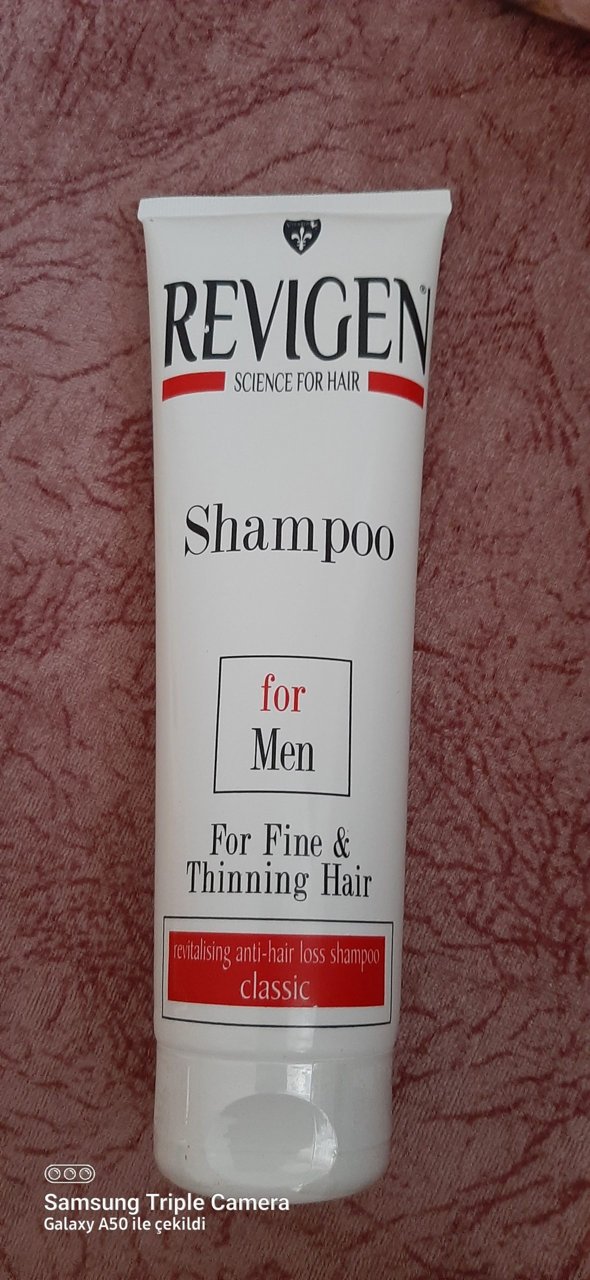 REVIGEN®
SCIENCE FOR HAIR
Shampoo
for
Men
For Fine &
Thinning Hair
revitalising anti-hair loss shampoo
classic
Samsung Triple Camera
Galaxy A50 ile çekildi